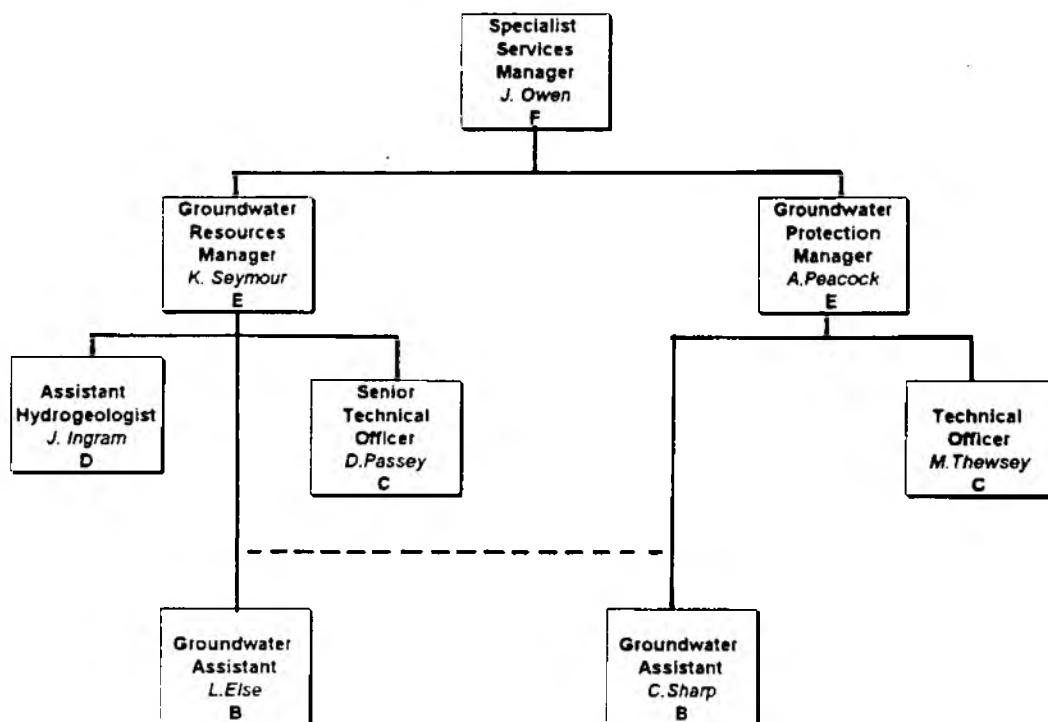 Specialist
Services
Manager
J. Owen
F
Groundwater
Resources
Manager
K. Seymour
E
Groundwater
Protection
Manager
A.Peacock
E
Assistant
Hydrogeologist
J. Ingram
D
Senior
Technical
Officer
D.Passey
C
Technical
Officer
M.Thewsey
C
Groundwater
Assistant
L.Else
B
Groundwater
Assistant
C.Sharp
B